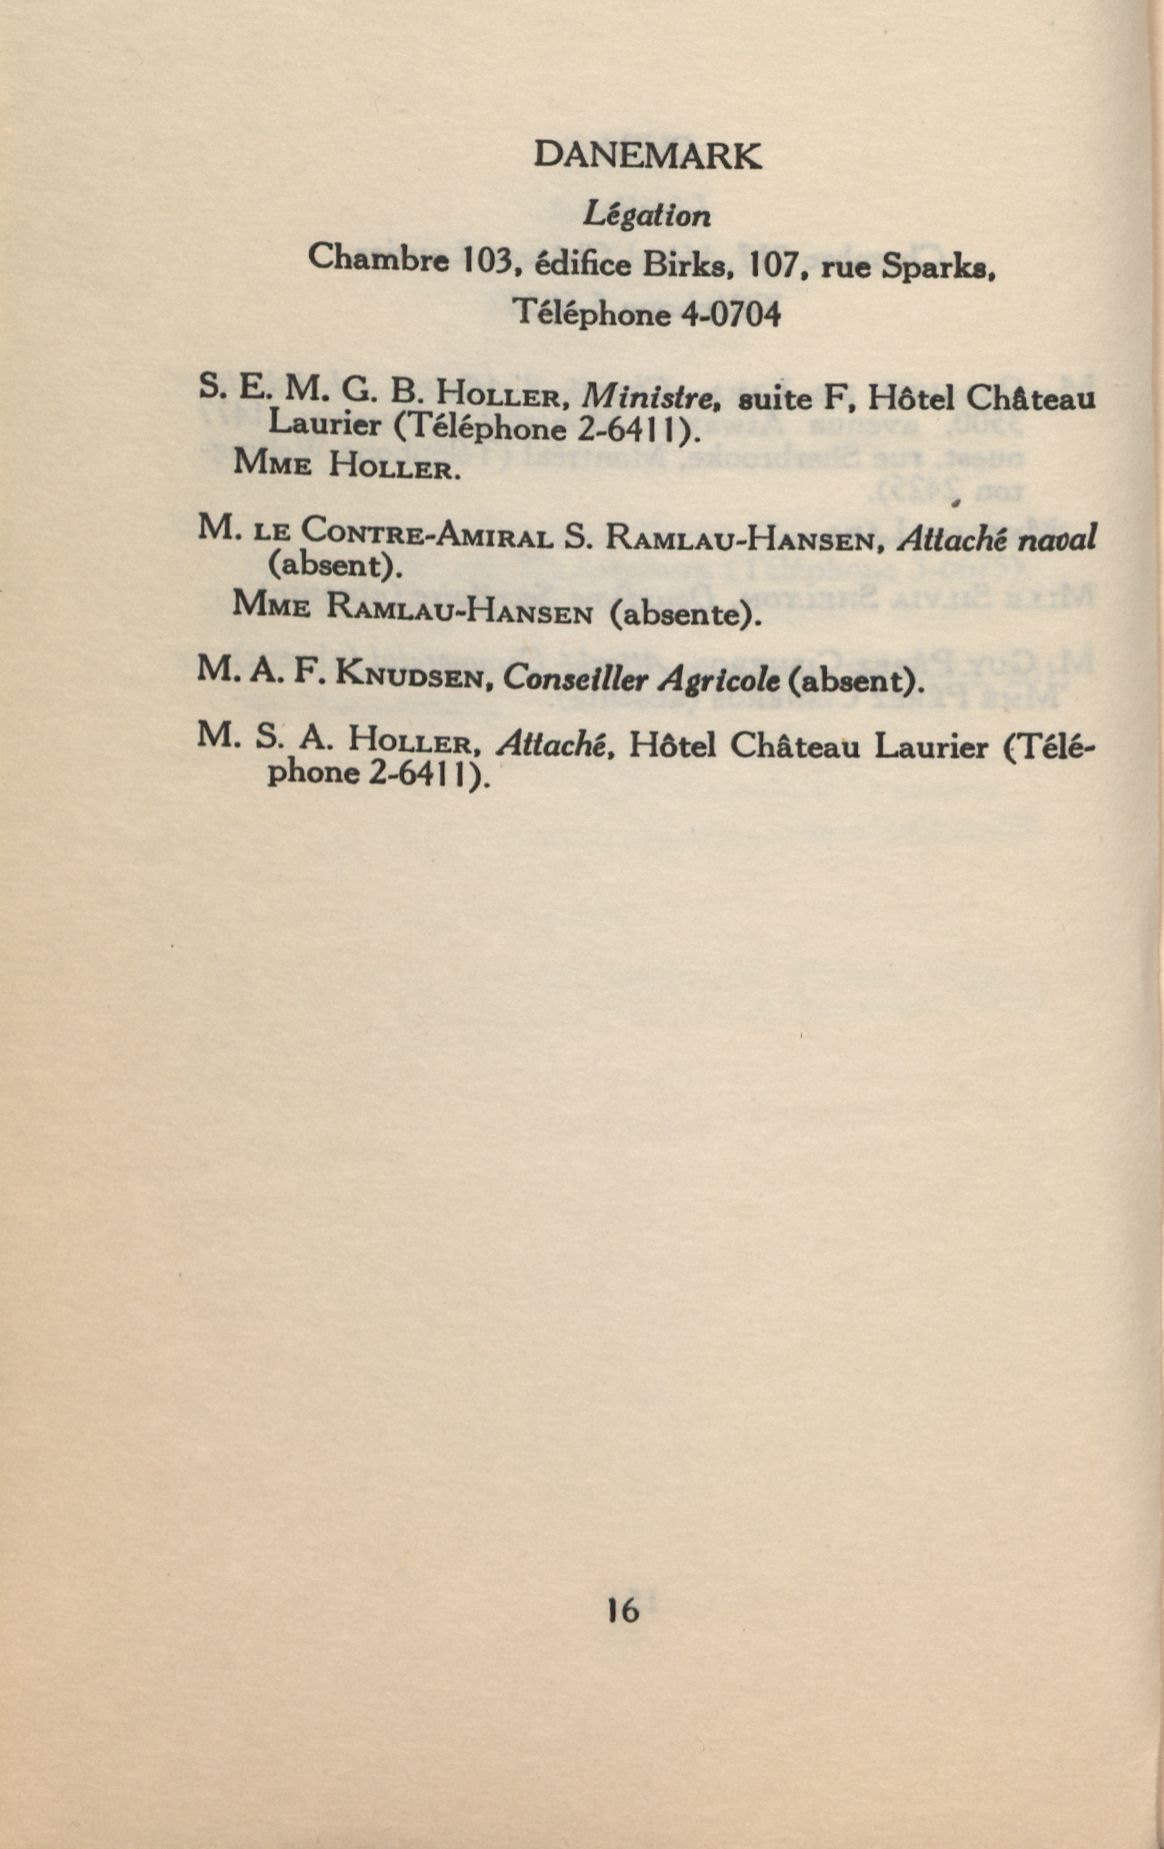 DANEMARK
Légation
Chambre 103, édifice Birks, 107, rue Sparks,
Téléphone 4-0704
S. E. M. G. B. HOLLER, Ministre, suite F, Hôtel Château
Laurier (Téléphone 2-6411).
MME HOLLER.
M. LE CONTRE-AMIRAL S. RAMLAU-HANSEN, Attaché naval
(absent).
MME RAMLAU-HANSEN (absente).
M. A. F. KNUDSEN, Conseiller Agricole (absent).
M. S. A. HOLLER, Attaché, Hôtel Château Laurier (Télé-
phone 2-6411).
16